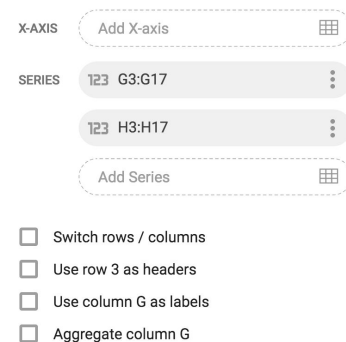 X-AXIS Add X-axis
SERIES 123 G3:G17
123 H3:H17
Add Series
Switch rows / columns
Use row 3 as headers
Use column G as labels
Aggregate column G